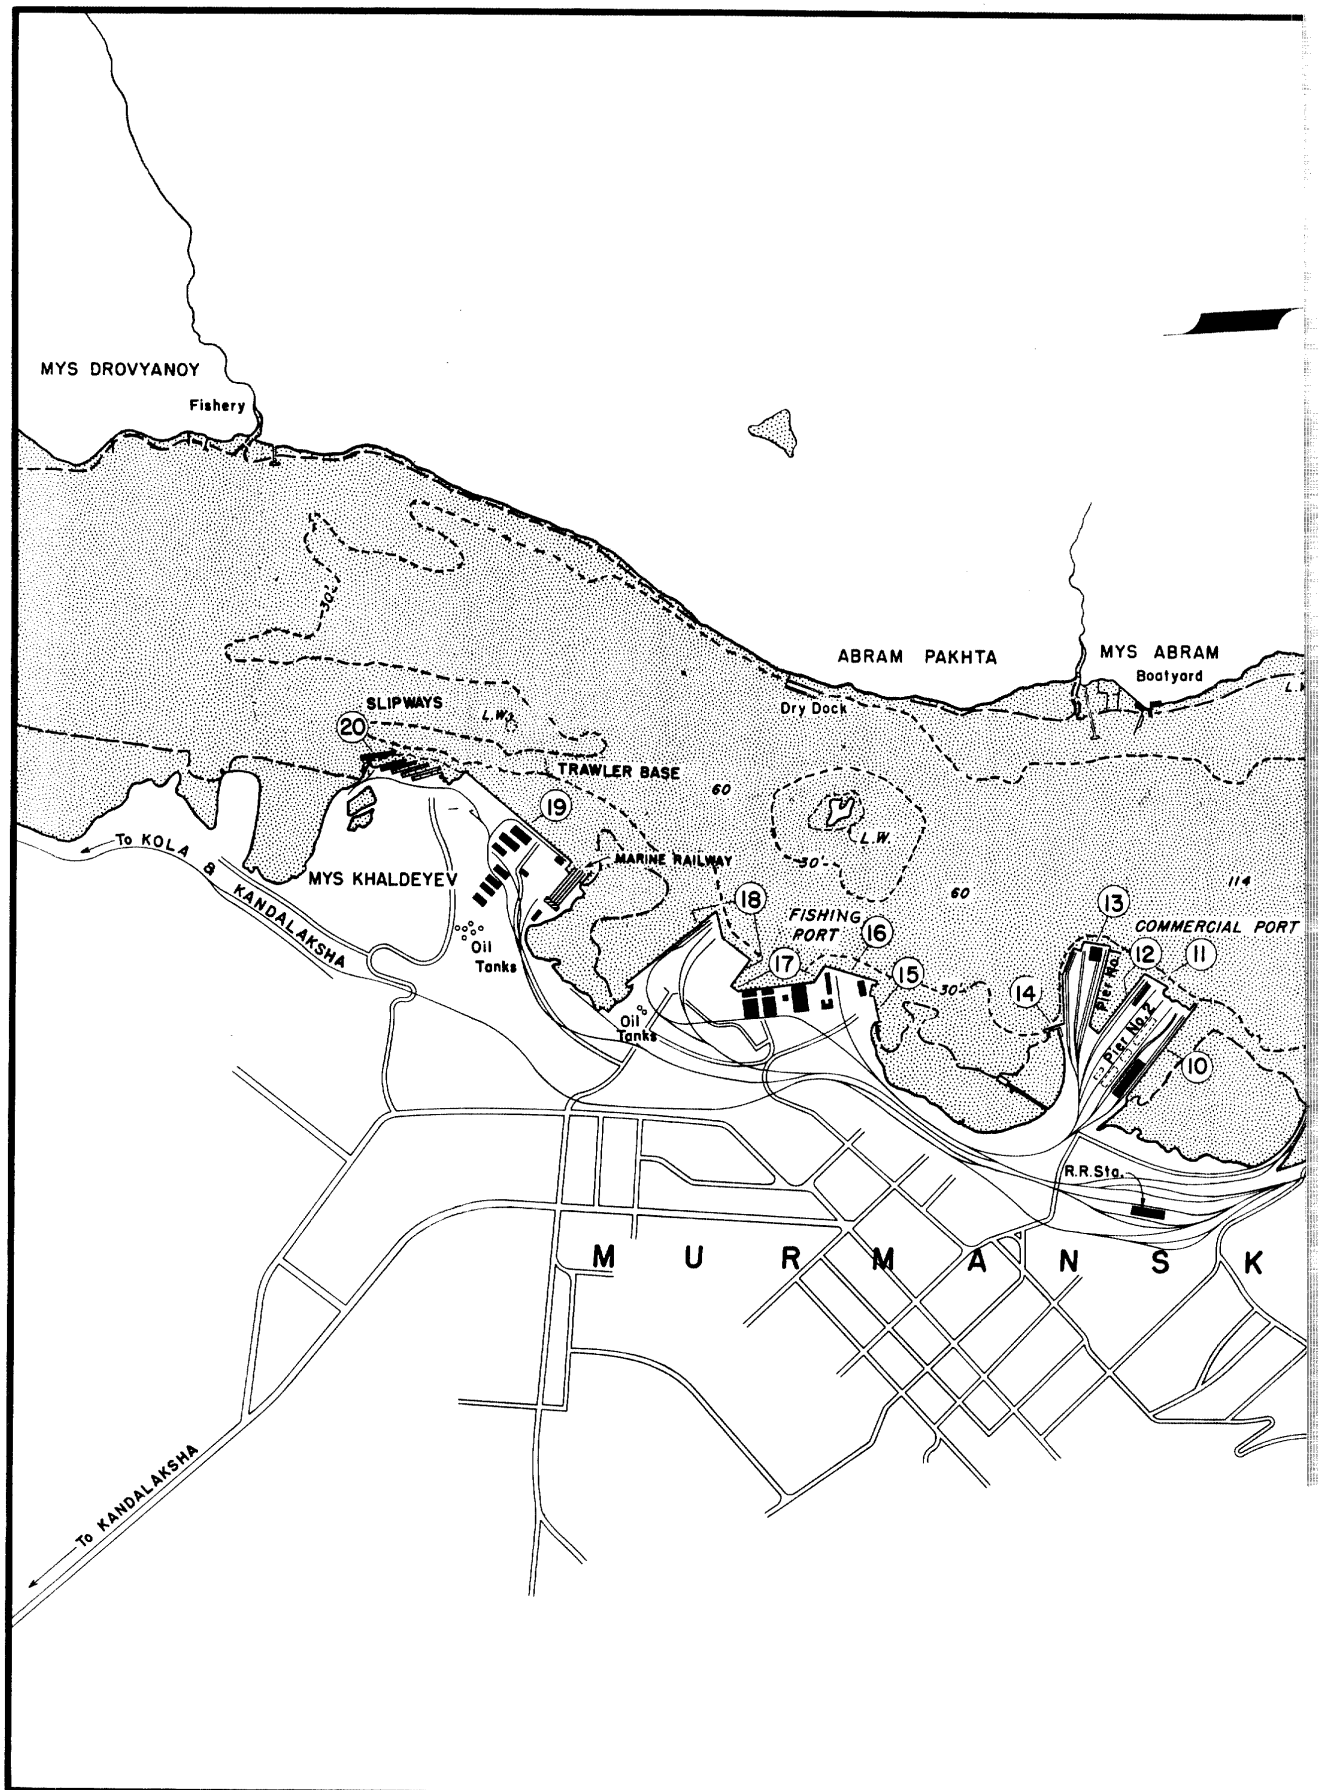 MYS DROVYANOY
Fishery
30'
ABRAM PAKHTA
MYS ABRAM
Boatyard
Dry Dock
SLIPWAYS
L.W.
20
TRAWLER BASE
60
19
L.W.
To KOLA & KANDALAKSHA
MYS KHALDEYEV
MARINE RAILWAY
30'
60
114
18
FISHING
PORT
16
13
COMMERCIAL PORT
Oil
Tanks
17
15
30
14
Pier No. 1
12
11
Oil
Tanks
Pier No. 2
10
R.R. Sta.
MURMANSK
To KANDALAKSHA